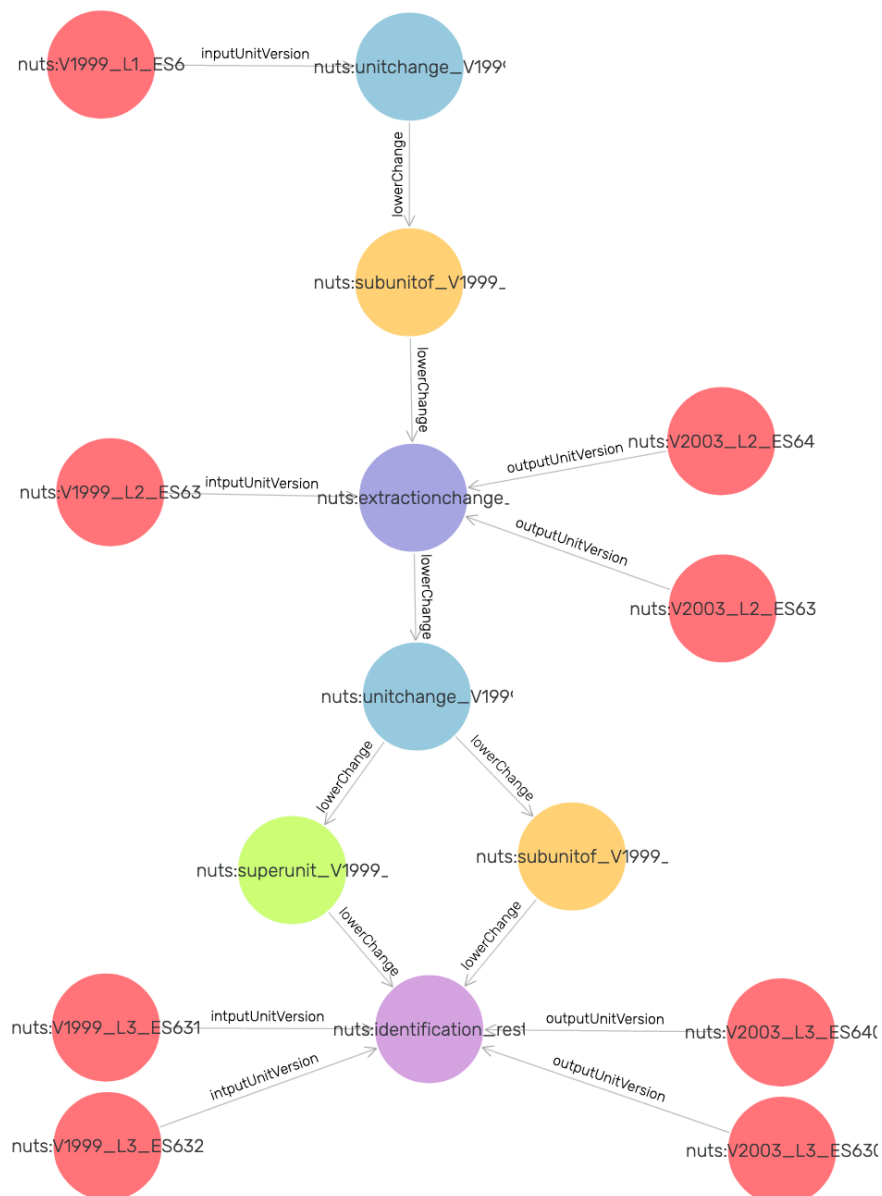 nuts:V1999_L1_ES6
inputUnitVersion
nuts:unitchange_V199
lowerChange
nuts:subunitof_V1999_
lowerChange
nuts:V1999_L2_ES63
intputUnitVersion
nuts:extractionchange_
outputUnitVersion
nuts:V2003_L2_ES64
outputUnitVersion
nuts:V2003_L2_ES63
lowerChange
nuts:unitchange_V199
lowerChange
lowerChange
nuts:superunit_V1999_
nuts:subunitof_V1999_
lowerChange
lowerChange
nuts:V1999_L3_ES631
intputUnitVersion
nuts:identification_rest
outputUnitVersion
nuts:V2003_L3_ES640
intputUnitVersion
outputUnitVersion
nuts:V1999_L3_ES632
nuts:V2003_L3_ES630